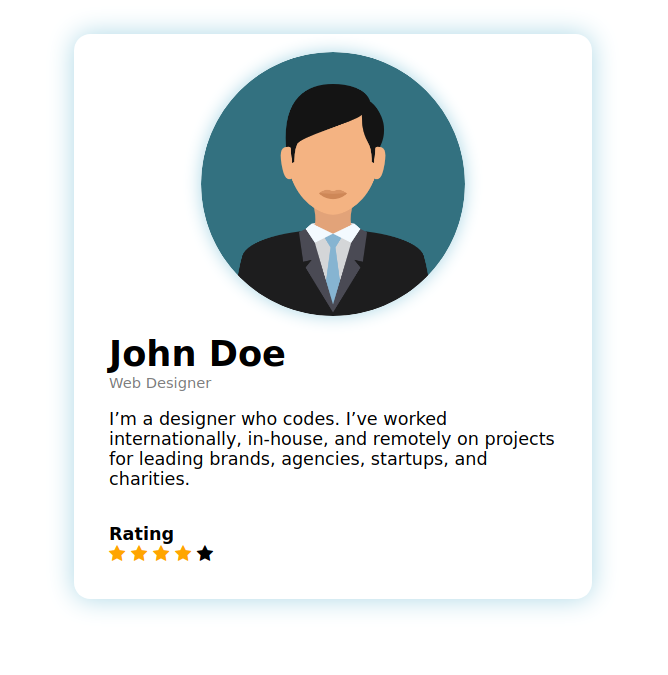 John Doe
Web Designer
I’m a designer who codes. I’ve worked
internationally, in-house, and remotely on projects
for leading brands, agencies, startups, and
charities.
Rating